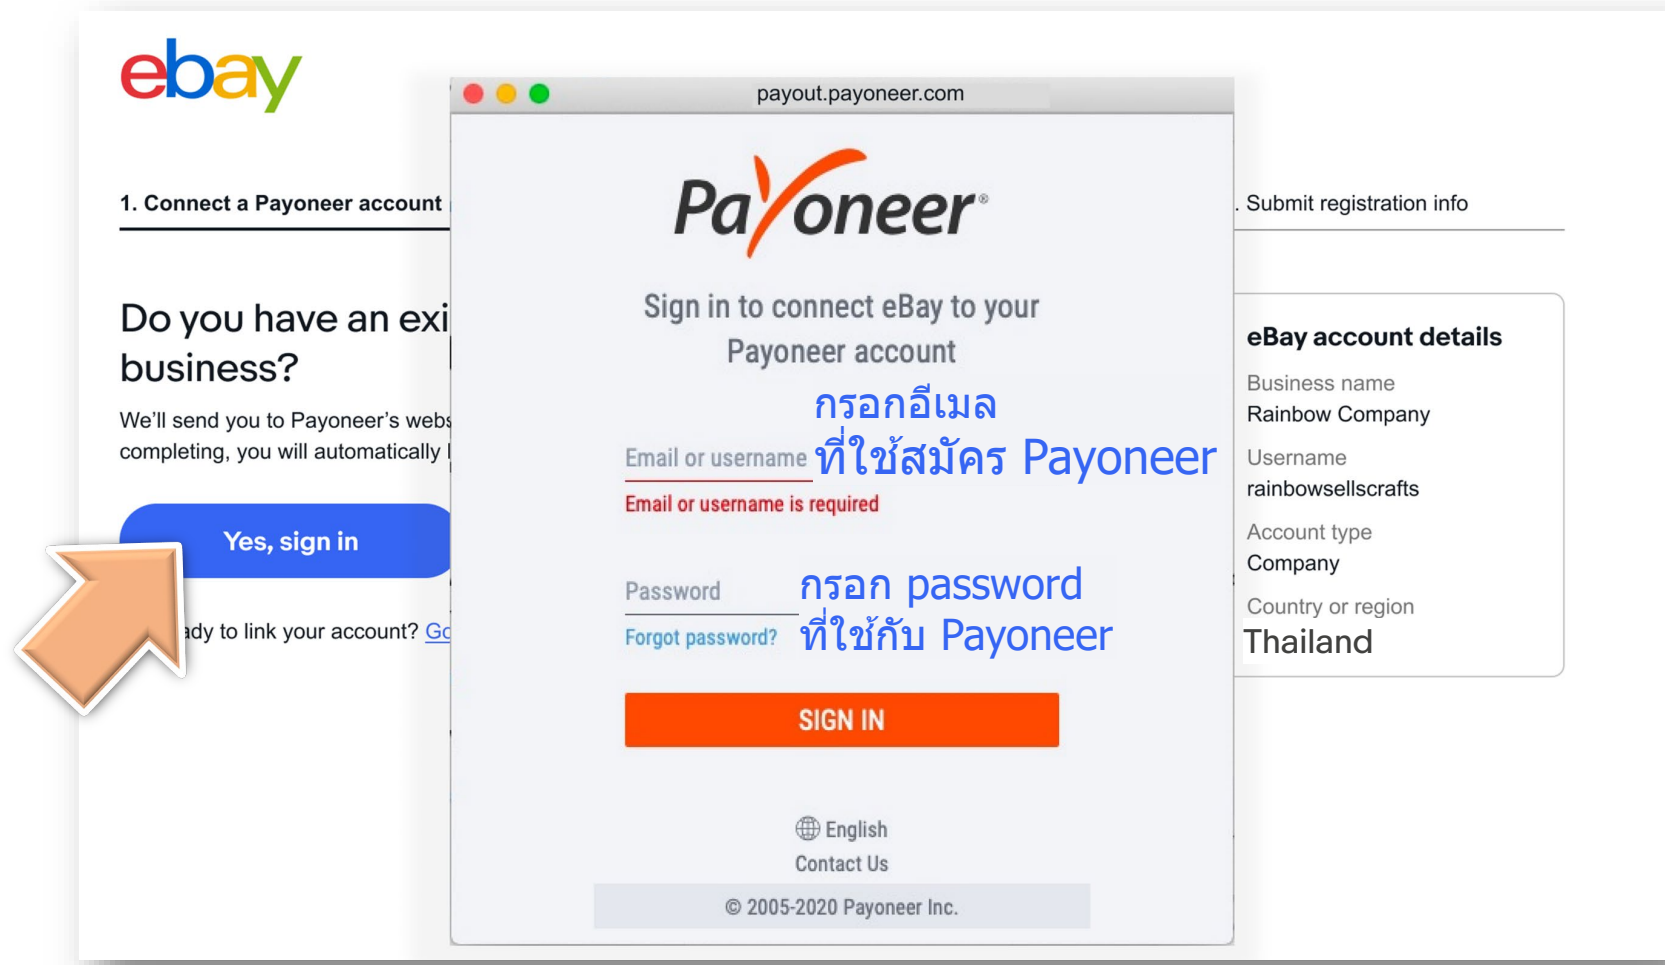 ebay
payout.payoneer.com
Payoneer®
1. Connect a Payoneer account
. Submit registration info
Sign in to connect eBay to your
Payoneer account
Do you have an exi
business?
We'll send you to Payoneer's webs
completing, you will automatically
Yes, sign in
ady to link your account? Go
กรอกอีเมล
ที่ใช้สมัคร Payoneer
Email or username
Email or username is required
กรอก password
ที่ใช้กับ Payoneer
Password
Forgot password?
SIGN IN
English
Contact Us
© 2005-2020 Payoneer Inc.
eBay account details
Business name
Rainbow Company
Username
rainbowsellscrafts
Account type
Company
Country or region
Thailand